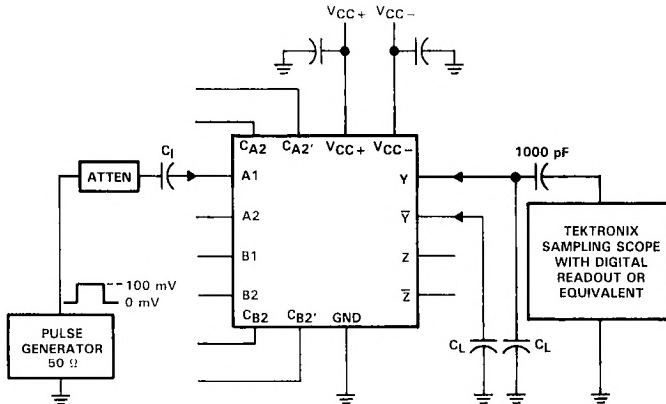 VCC+ VCC−
CA2 CA2' VCC+ VCC−
CI
ATTEN
A1
A2
B1
B2
CB2 CB2' GND
Y
Y̅
Z
Z̅
1000 pF
TEKTRONIX
SAMPLING SCOPE
WITH DIGITAL
READOUT OR
EQUIVALENT
100 mV
0 mV
PULSE
GENERATOR
50 Ω
CL CL